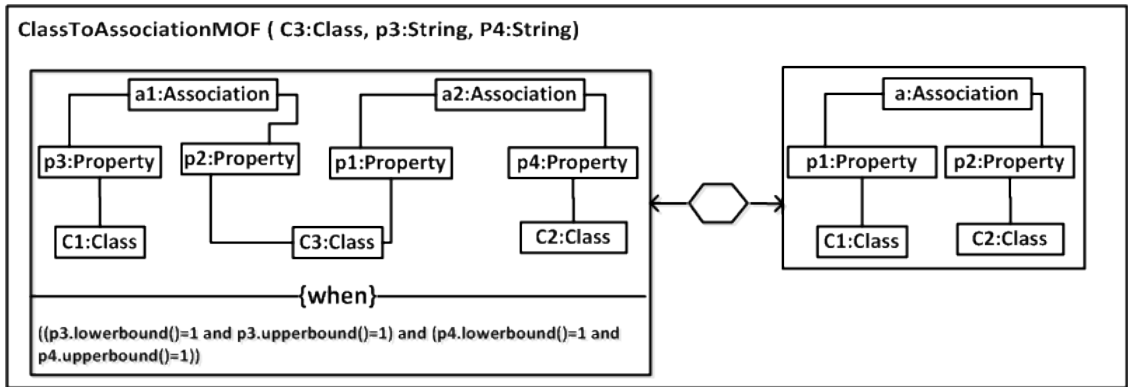 ClassToAssociationMOF ( C3:Class, p3:String, P4:String)
a1:Association a2:Association a:Association
p3:Property p2:Property p1:Property p4:Property p1:Property p2:Property
C1:Class C3:Class C2:Class C1:Class C2:Class
{when}
((p3.lowerbound()=1 and p3.upperbound()=1) and (p4.lowerbound()=1 and
p4.upperbound()=1))